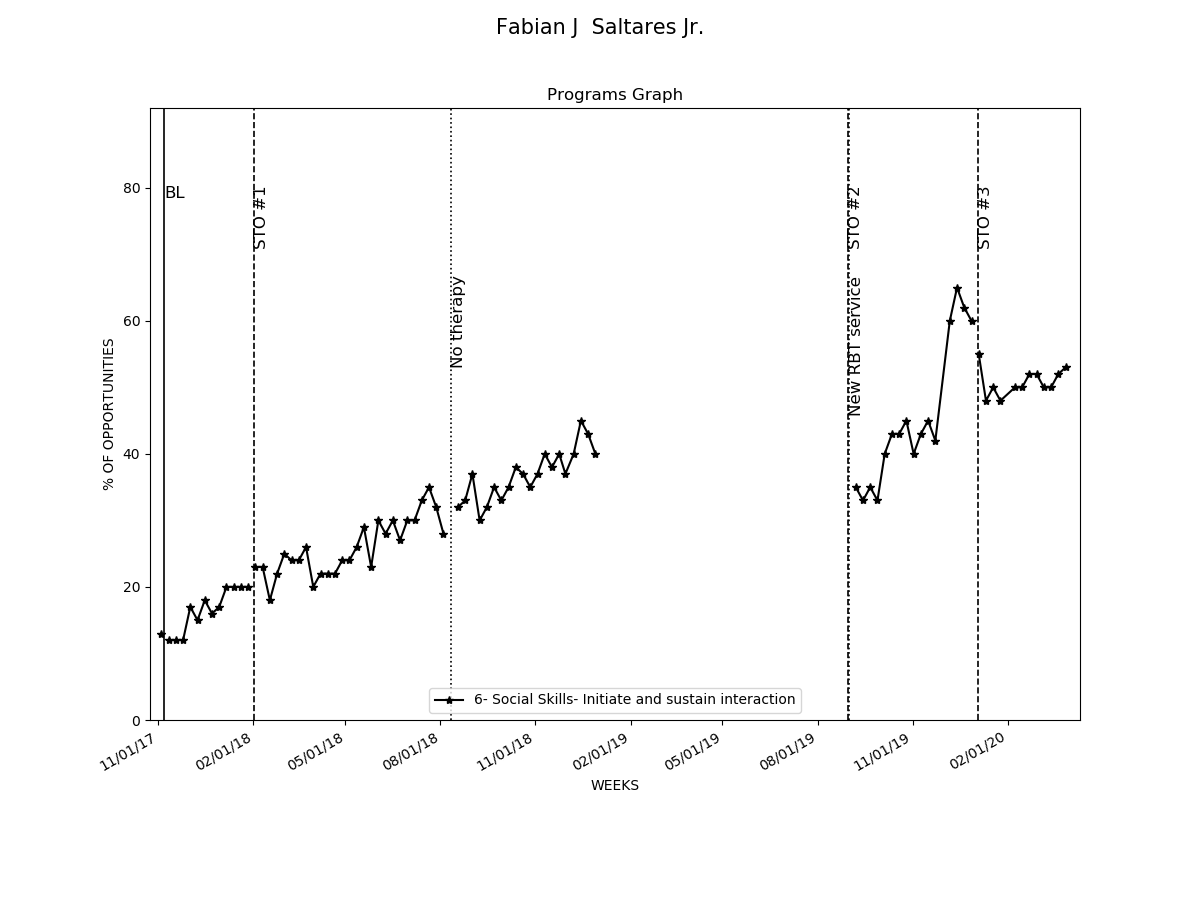 Fabian J  Saltares Jr.
Programs Graph
80
60
40
20
0
% OF OPPORTUNITIES
BL
STO #1
No therapy
New RBT service
STO #2
STO #3
6- Social Skills- Initiate and sustain interaction
11/01/17
02/01/18
05/01/18
08/01/18
11/01/18
02/01/19
05/01/19
08/01/19
11/01/19
02/01/20
WEEKS